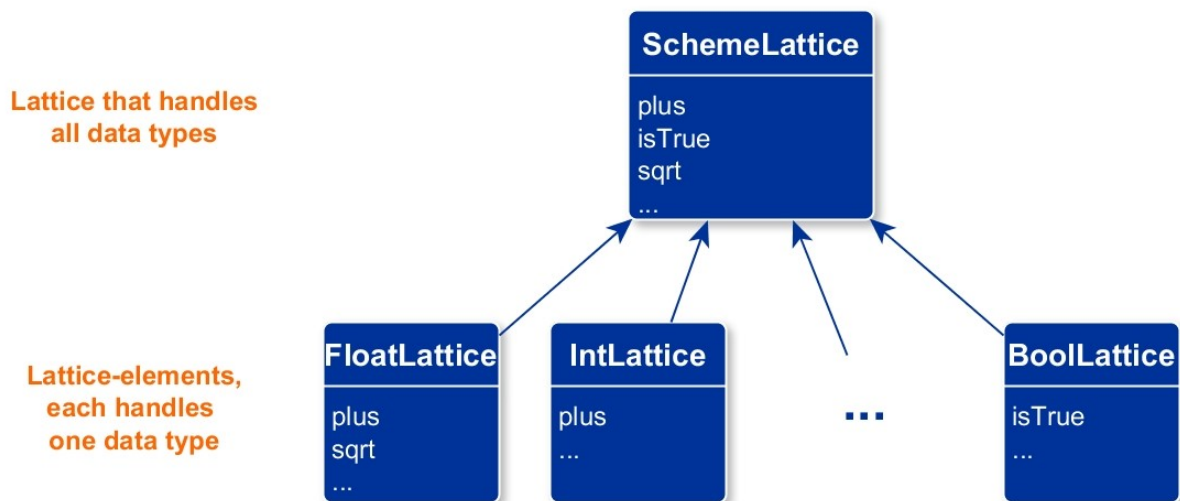 SchemeLattice
Lattice that handles
all data types
plus
isTrue
sqrt
...
FloatLattice
IntLattice
BoolLattice
Lattice-elements,
each handles
one data type
plus
sqrt
...
plus
...
...
isTrue
...